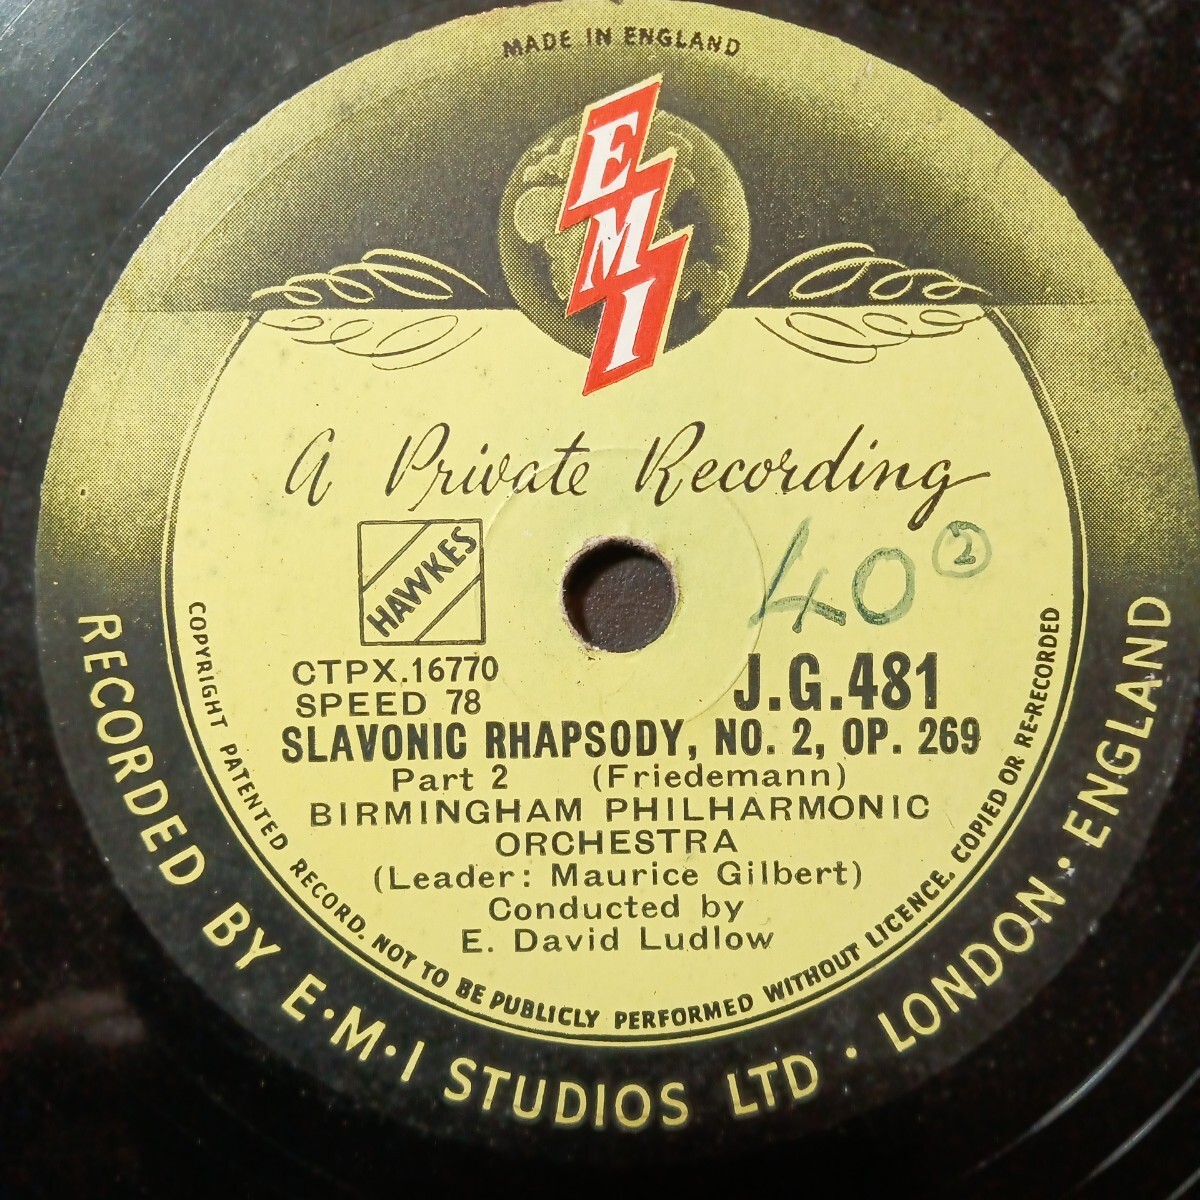 MADE IN ENGLAND
E
M
I
A Private Recording
HAWKES
40 2
CTPX.16770
SPEED 78
J.G.481
SLAVONIC RHAPSODY, NO. 2, OP. 269
Part 2 (Friedemann)
BIRMINGHAM PHILHARMONIC
ORCHESTRA
(Leader: Maurice Gilbert)
Conducted by
E. David Ludlow
COPYRIGHT PATENTED RECORD. NOT TO BE PUBLICLY PERFORMED WITHOUT LICENCE. COPIED OR RE-RECORDED
RECORDED BY E·M·I STUDIOS LTD · LONDON · ENGLAND